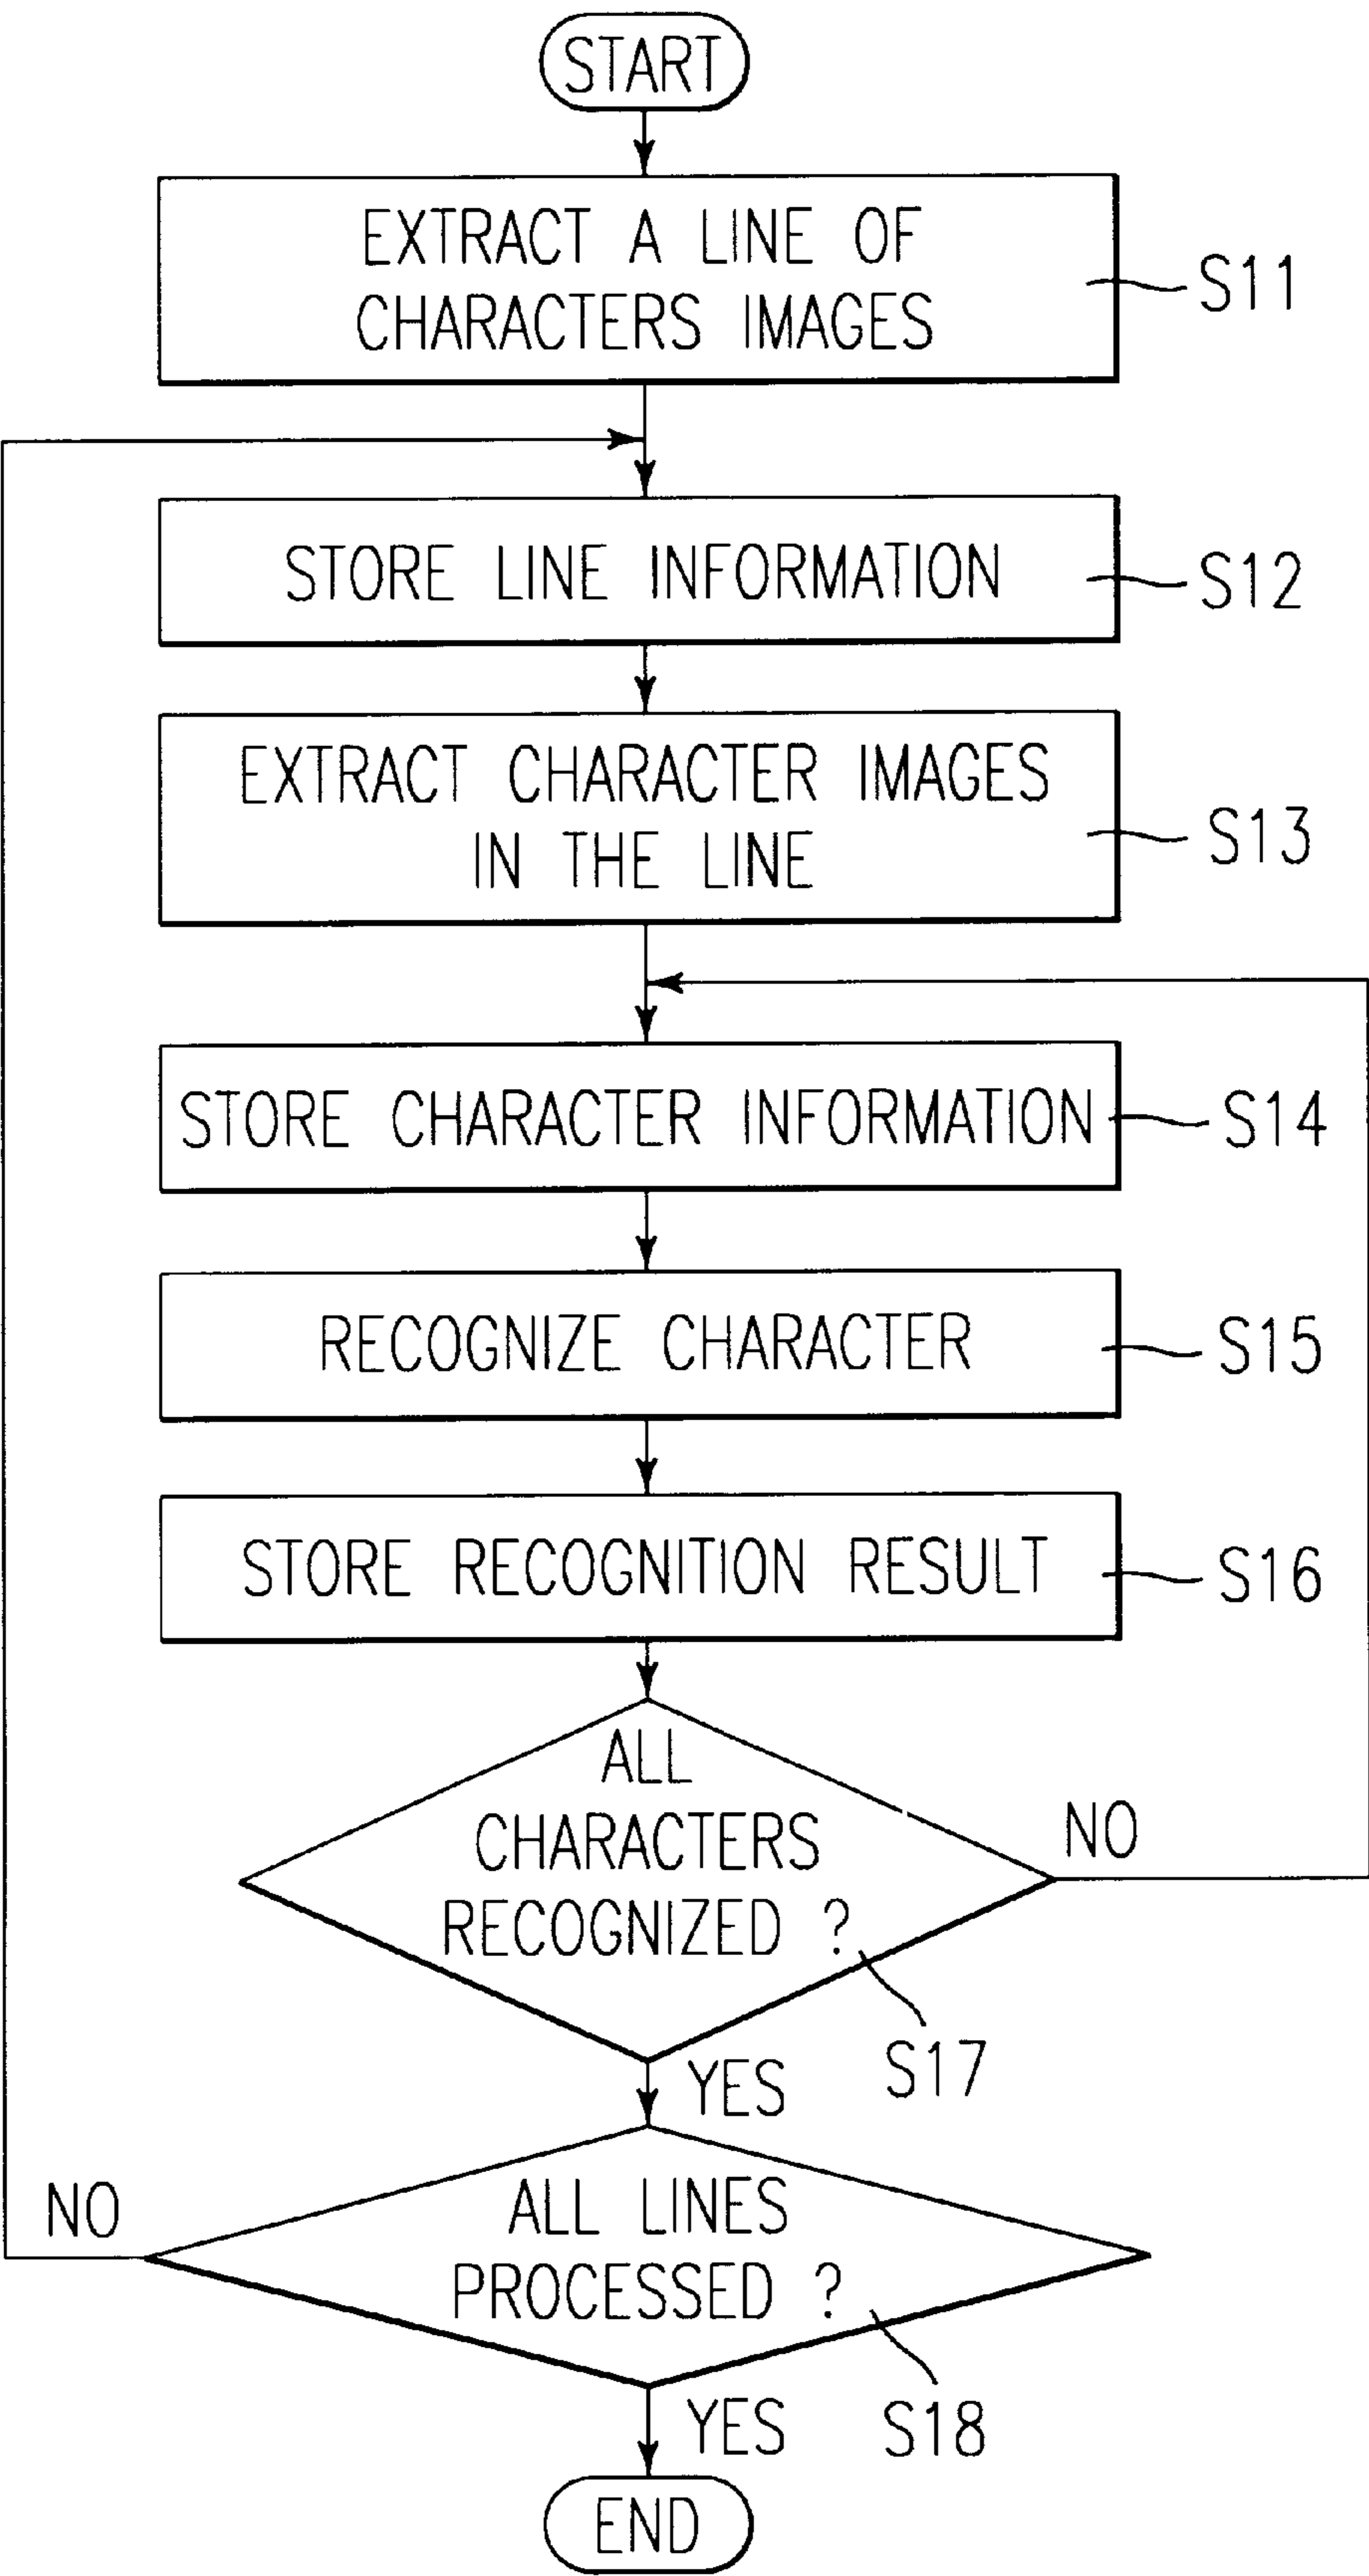 START
EXTRACT A LINE OF
CHARACTERS IMAGES
S11
STORE LINE INFORMATION
S12
EXTRACT CHARACTER IMAGES
IN THE LINE
S13
STORE CHARACTER INFORMATION
S14
RECOGNIZE CHARACTER
S15
STORE RECOGNITION RESULT
S16
ALL
CHARACTERS
RECOGNIZED ?
NO
S17
YES
ALL LINES
PROCESSED ?
NO
S18
YES
END